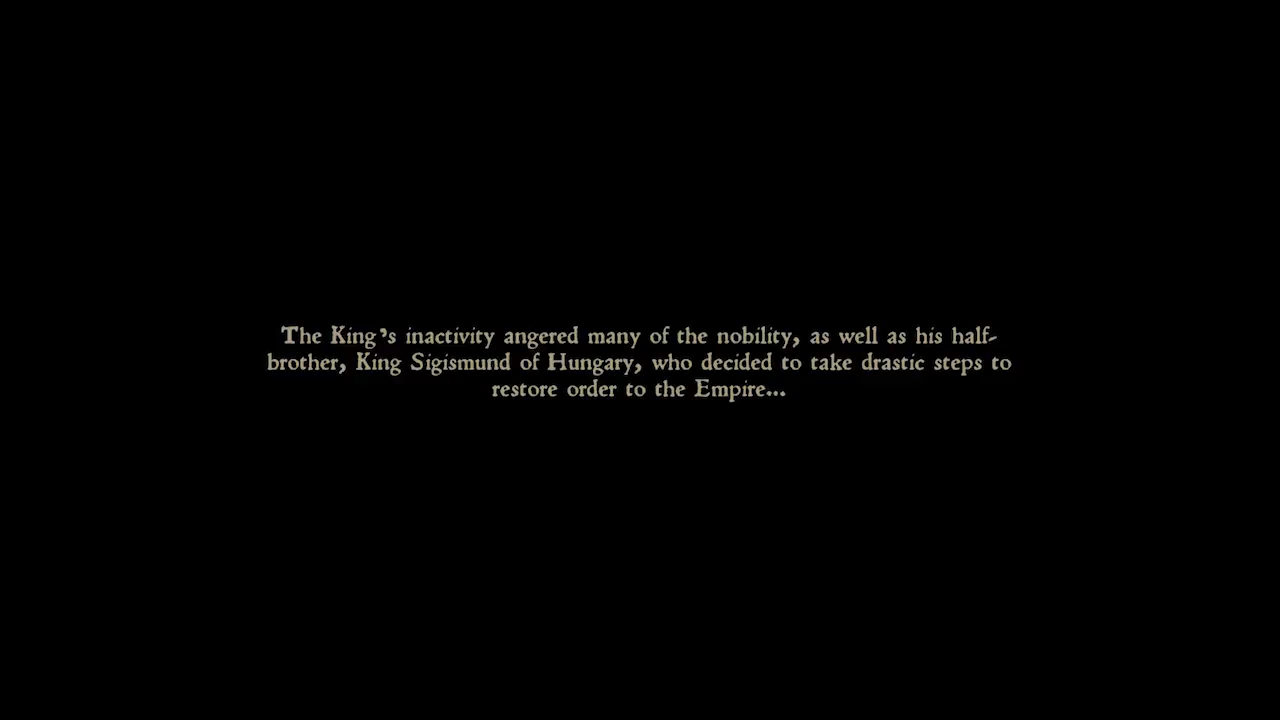 The King's inactivity angered many of the nobility, as well as his half-
brother, King Sigismund of Hungary, who decided to take drastic steps to
restore order to the Empire...